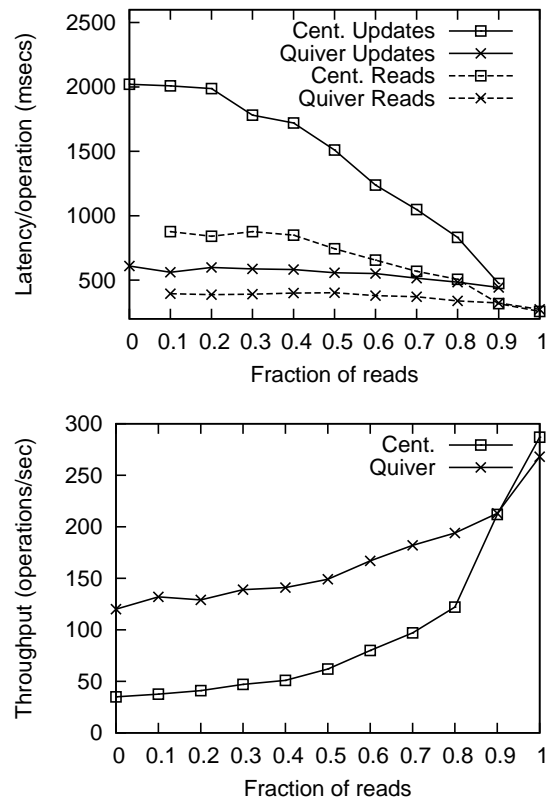 2500
2000
1500
1000
500
Latency/operation (msecs)
Cent. Updates
Quiver Updates
Cent. Reads
Quiver Reads
0 0.1 0.2 0.3 0.4 0.5 0.6 0.7 0.8 0.9 1
Fraction of reads
300
250
200
150
100
50
0
Throughput (operations/sec)
Cent.
Quiver
0 0.1 0.2 0.3 0.4 0.5 0.6 0.7 0.8 0.9 1
Fraction of reads